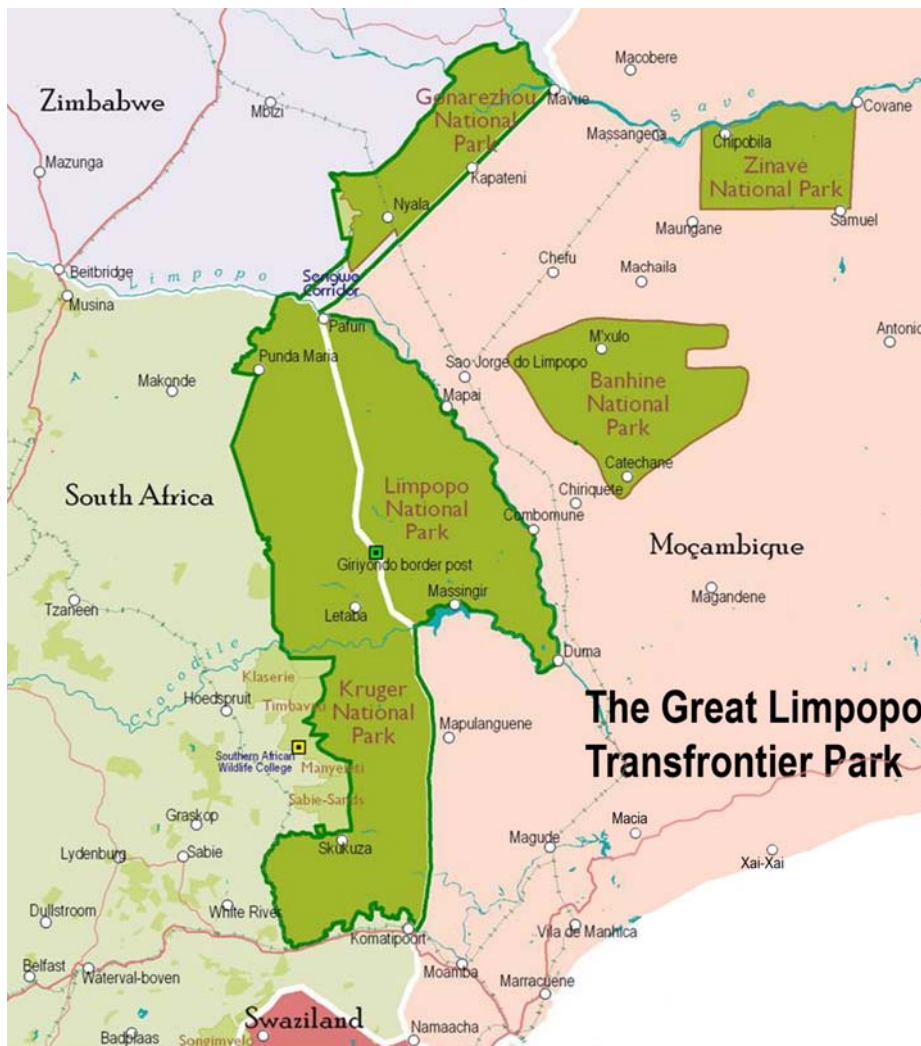 Macobere
Zimbabwe
Mbizi
Gonarezhou
National
Park
Mavue
Save
Covane
Massangena
Chipobila
Mazunga
Zinave
National Park
Kapateni
Nyala
Samuel
Maungane
Beitbridge
Limpopo
Sengwe
Corridor
Chefu
Machaila
Musina
Pafuri
Antonio
M'xulo
Punda Maria
Sao Jorge do Limpopo
Makonde
Banhine
National
Park
Mapai
Catechane
South Africa
Limpopo
National
Park
Chiriquete
Combomune
Moçambique
Giriyondo border post
Magandene
Massingir
Tzaneen
Letaba
Crocodile
Duma
Klaserie
Kruger
National
Park
Hoedspruit
Timbavati
The Great Limpopo
Transfrontier Park
Mapulanguene
Southern African
Wildlife College
Manyeleti
Sabie-Sands
Graskop
Macia
Skukuza
Magude
Lydenburg
Sabie
Xai-Xai
Dullstroom
White River
Vila de Manhica
Komatipoort
Belfast
Waterval-boven
Moamba
Marracuene
Swaziland
Badplaas
Songimvelo
Namaacha